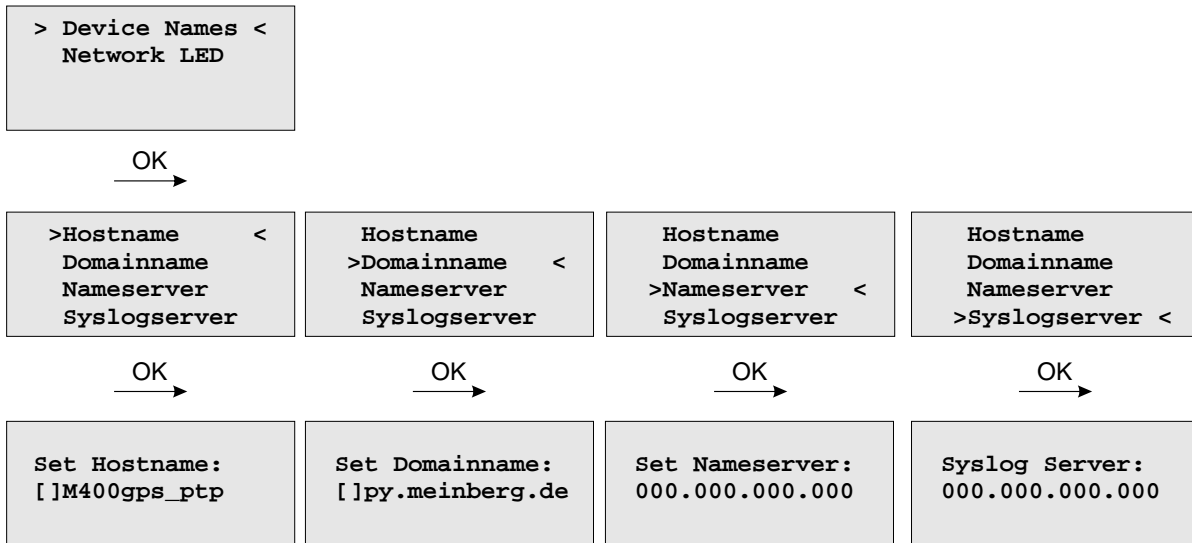 > Device Names <
Network LED
OK
>Hostname <
Domainname
Nameserver
Syslogserver
Hostname
>Domainname <
Nameserver
Syslogserver
Hostname
Domainname
>Nameserver <
Syslogserver
Hostname
Domainname
Nameserver
>Syslogserver <
OK
OK
OK
OK
Set Hostname:
[]M400gps_ptp
Set Domainname:
[]py.meinberg.de
Set Nameserver:
000.000.000.000
Syslog Server:
000.000.000.000